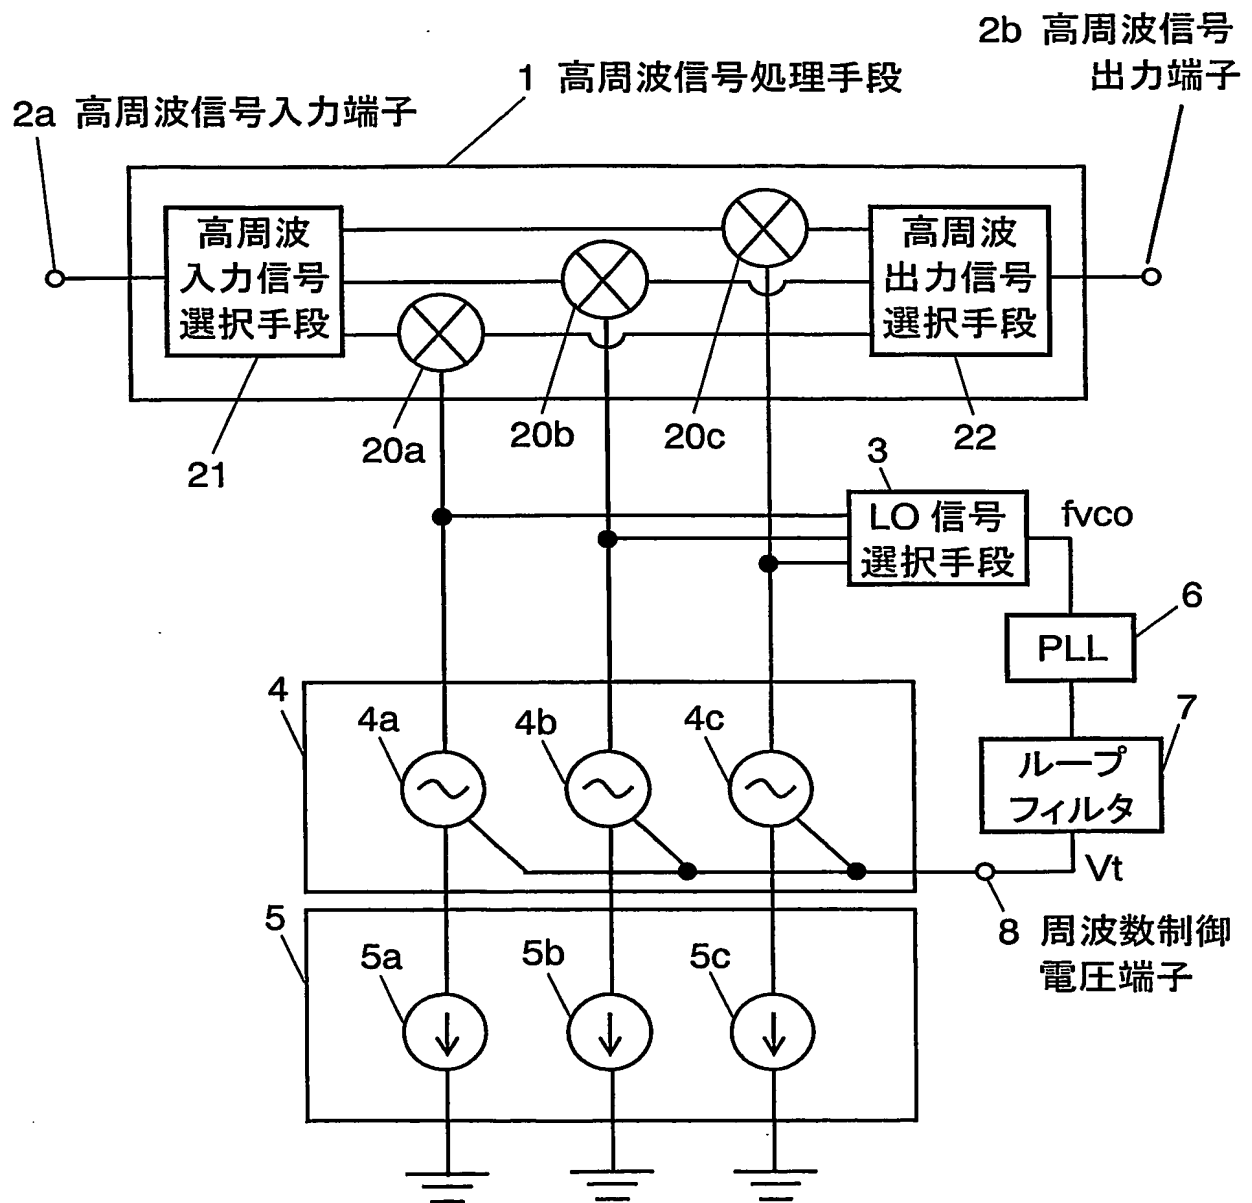 2b 高周波信号
出力端子
1 高周波信号処理手段
2a 高周波信号入力端子
高周波
入力信号
選択手段
高周波
出力信号
選択手段
21
20a
20b
20c
22
3
LO 信号
選択手段
fvco
6
PLL
4
4a
4b
4c
7
ループ
フィルタ
Vt
5
5a
5b
5c
8 周波数制御
電圧端子